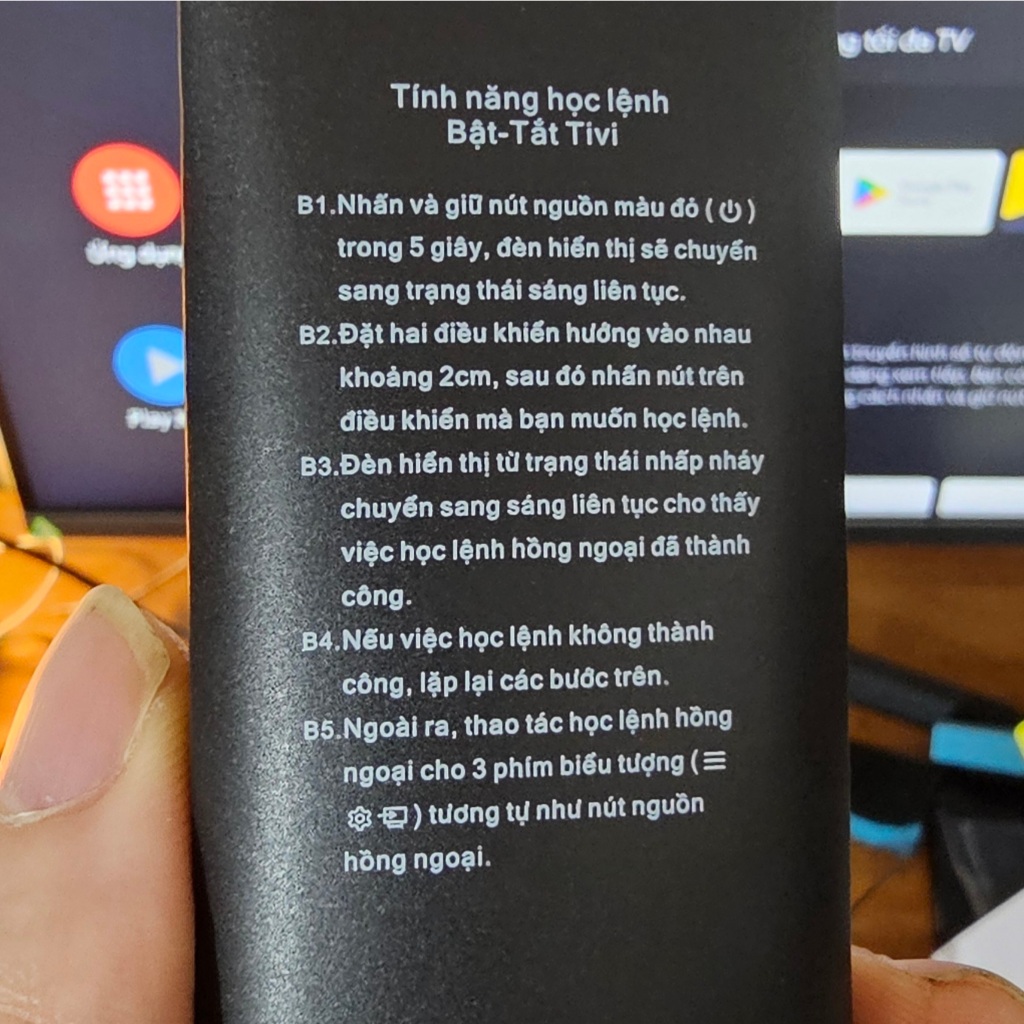 Tính năng học lệnh
Bật-Tắt Tivi
B1.Nhấn và giữ nút nguồn màu đỏ (⏻)
trong 5 giây, đèn hiển thị sẽ chuyển
sang trạng thái sáng liên tục.
B2.Đặt hai điều khiển hướng vào nhau
khoảng 2cm, sau đó nhấn nút trên
điều khiển mà bạn muốn học lệnh.
B3.Đèn hiển thị từ trạng thái nhấp nháy
chuyển sang sáng liên tục cho thấy
việc học lệnh hồng ngoại đã thành
công.
B4.Nếu việc học lệnh không thành
công, lặp lại các bước trên.
B5.Ngoài ra, thao tác học lệnh hồng
ngoại cho 3 phím biểu tượng (☰
) tương tự như nút nguồn
hồng ngoại.
tối đa TV
Ứng dụng
Play